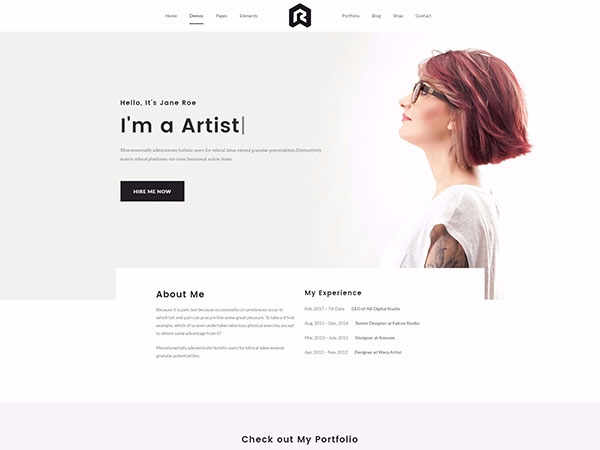 Home Demos Pages Elements Portfolio Blog Shop Contact
Hello, It's Jane Roe
I'm a Artist|
Monotonectally administrate holistic users for ethical ideas extend granular potentialities.Distinctively
matrix ethical platforms via cross functional action items.
HIRE ME NOW
About Me
Because it is pain, but because occasionally circumstances occur in
which toil and pain can procure him some great pleasure. To take a trivial
example, which of us ever undertakes laborious physical exercise, except
to obtain some advantage from it?
Monotonectally administrate holistic users for ethical ideas extend
granular potentialities.
My Experience
Feb, 2017 – Till Date CEO of AB Digital Studio
Aug, 2015 – Dec, 2016 Senior Designer at Falcon Studio
Mar, 2013 – July, 2015 Designer at Amazee
Apr, 2012 – Nov, 2012 Designer at Warp Artist
Check out My Portfolio